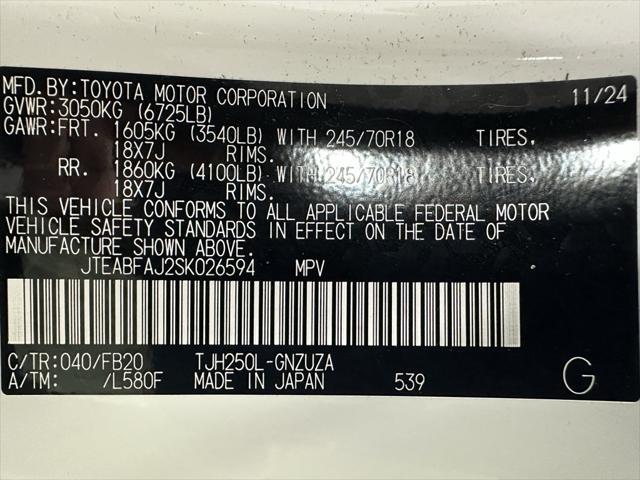 MFD.BY:TOYOTA MOTOR CORPORATION 11/24
GVWR:3050KG (6725LB)
GAWR:FRT. 1605KG (3540LB) WITH 245/70R18 TIRES,
18X7J RIMS.
RR. 1860KG (4100LB) WITH 245/70R18 TIRES,
18X7J RIMS.
THIS VEHICLE CONFORMS TO ALL APPLICABLE FEDERAL MOTOR
VEHICLE SAFETY STANDARDS IN EFFECT ON THE DATE OF
MANUFACTURE SHOWN ABOVE.
JTEABFAJ2SK026594 MPV
C/TR:040/FB20 TJH250L-GNZUZA
A/TM: /L580F MADE IN JAPAN 539 G